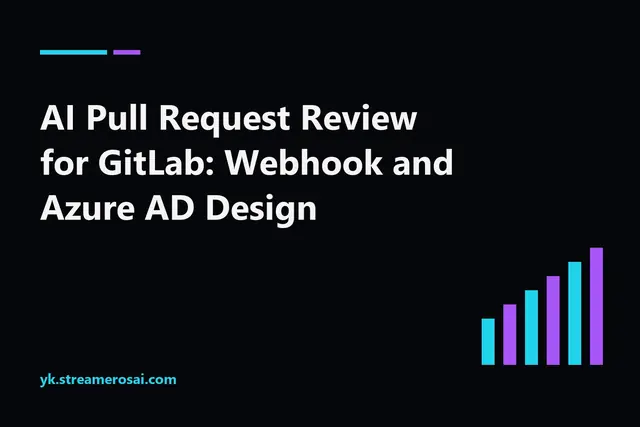 AI Pull Request Review
for GitLab: Webhook and
Azure AD Design
yk.streamerosai.com